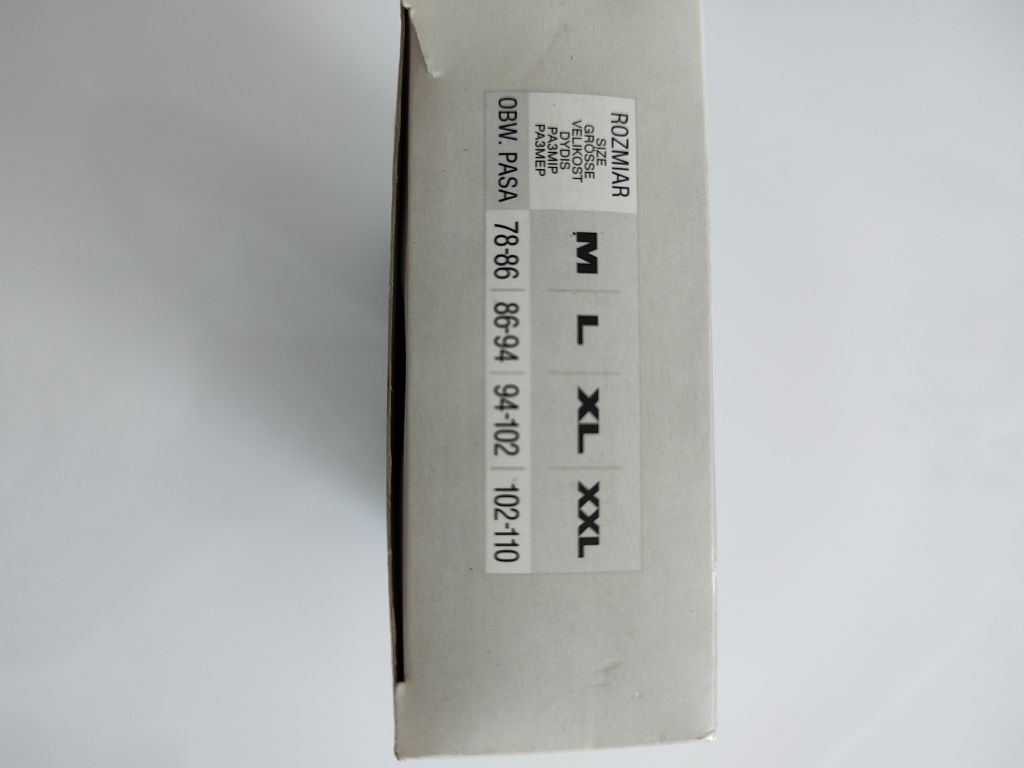 ROZMIAR
SIZE
GRÖSSE
VELIKOST
DYDIS
РАЗМІР
РАЗМЕР
M L XL XXL
OBW. PASA 78-86 86-94 94-102 102-110